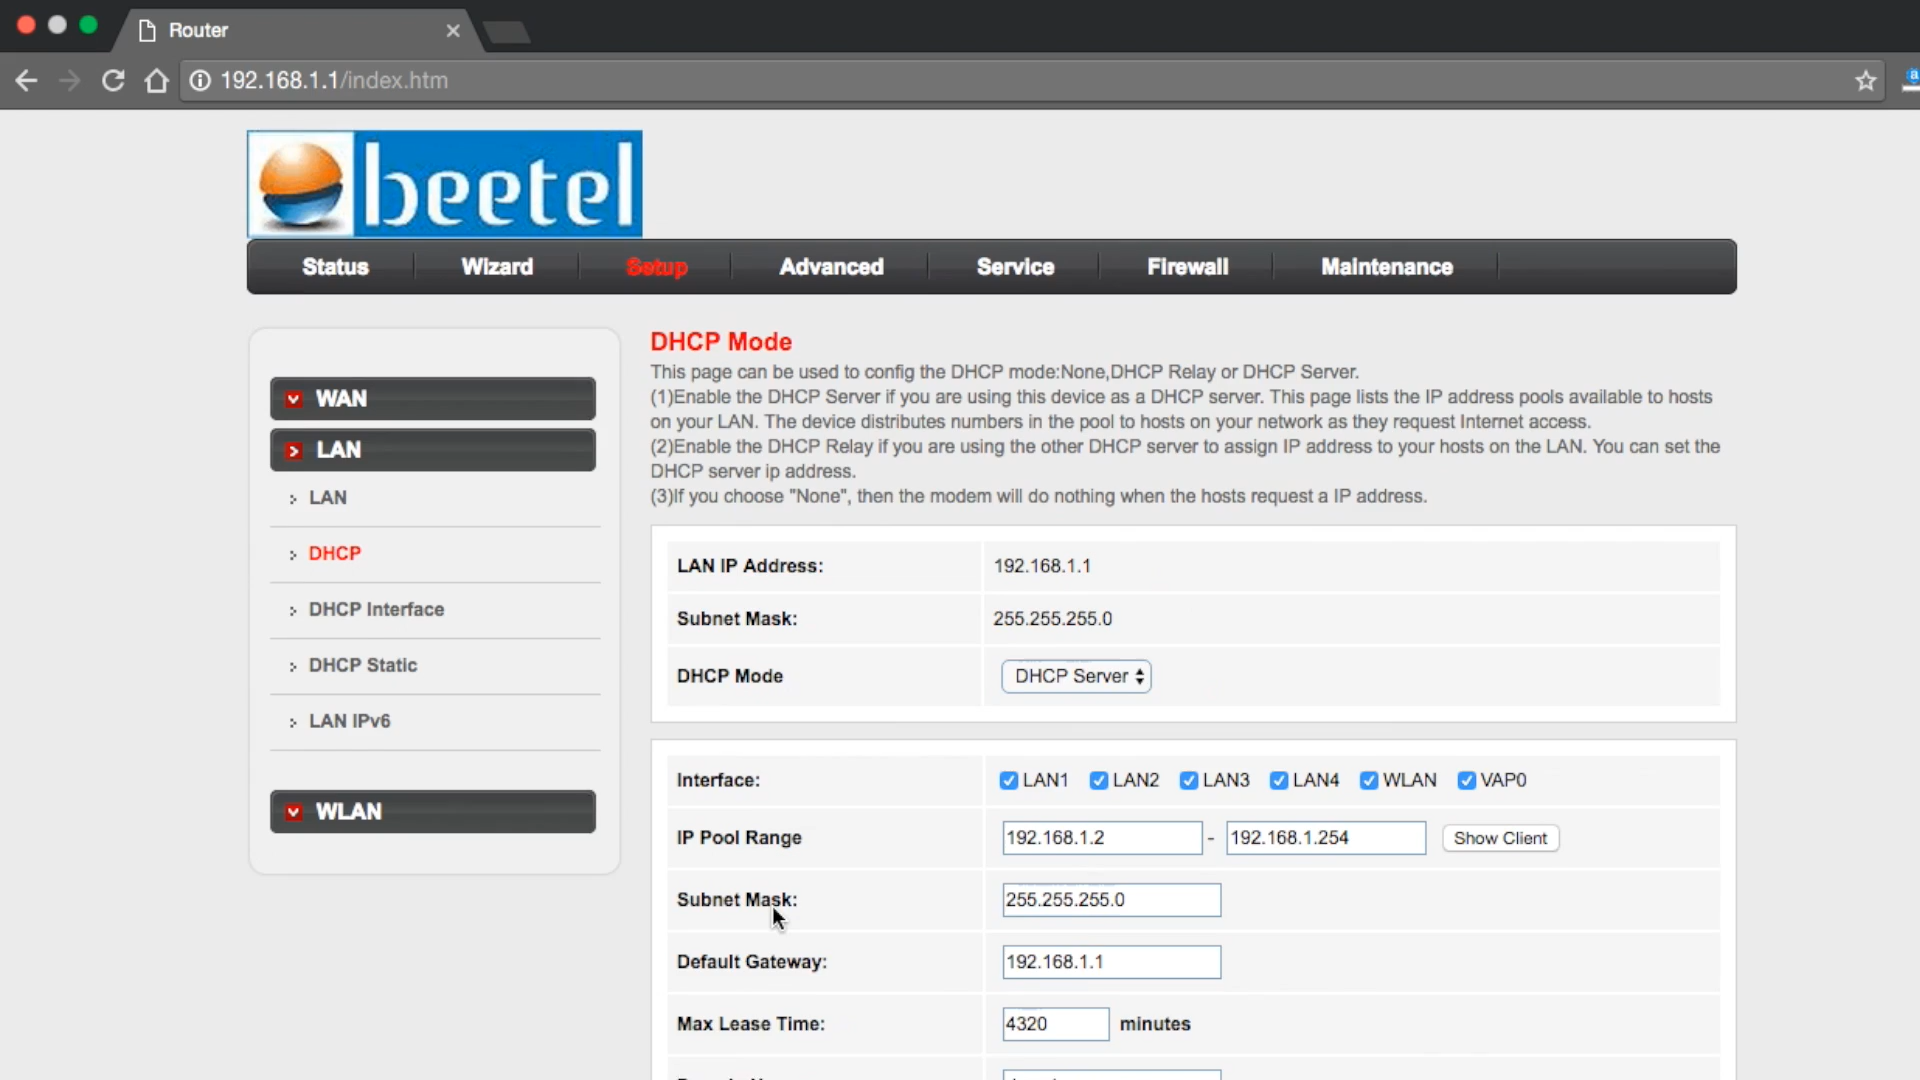 Router
192.168.1.1/index.htm
beetel
Status Wizard Setup Advanced Service Firewall Maintenance
WAN
LAN
LAN
DHCP
DHCP Interface
DHCP Static
LAN IPv6
WLAN
DHCP Mode
This page can be used to config the DHCP mode:None,DHCP Relay or DHCP Server.
(1)Enable the DHCP Server if you are using this device as a DHCP server. This page lists the IP address pools available to hosts
on your LAN. The device distributes numbers in the pool to hosts on your network as they request Internet access.
(2)Enable the DHCP Relay if you are using the other DHCP server to assign IP address to your hosts on the LAN. You can set the
DHCP server ip address.
(3)If you choose "None", then the modem will do nothing when the hosts request a IP address.
LAN IP Address: 192.168.1.1
Subnet Mask: 255.255.255.0
DHCP Mode DHCP Server
Interface: LAN1 LAN2 LAN3 LAN4 WLAN VAP0
IP Pool Range 192.168.1.2 - 192.168.1.254 Show Client
Subnet Mask: 255.255.255.0
Default Gateway: 192.168.1.1
Max Lease Time: 4320 minutes